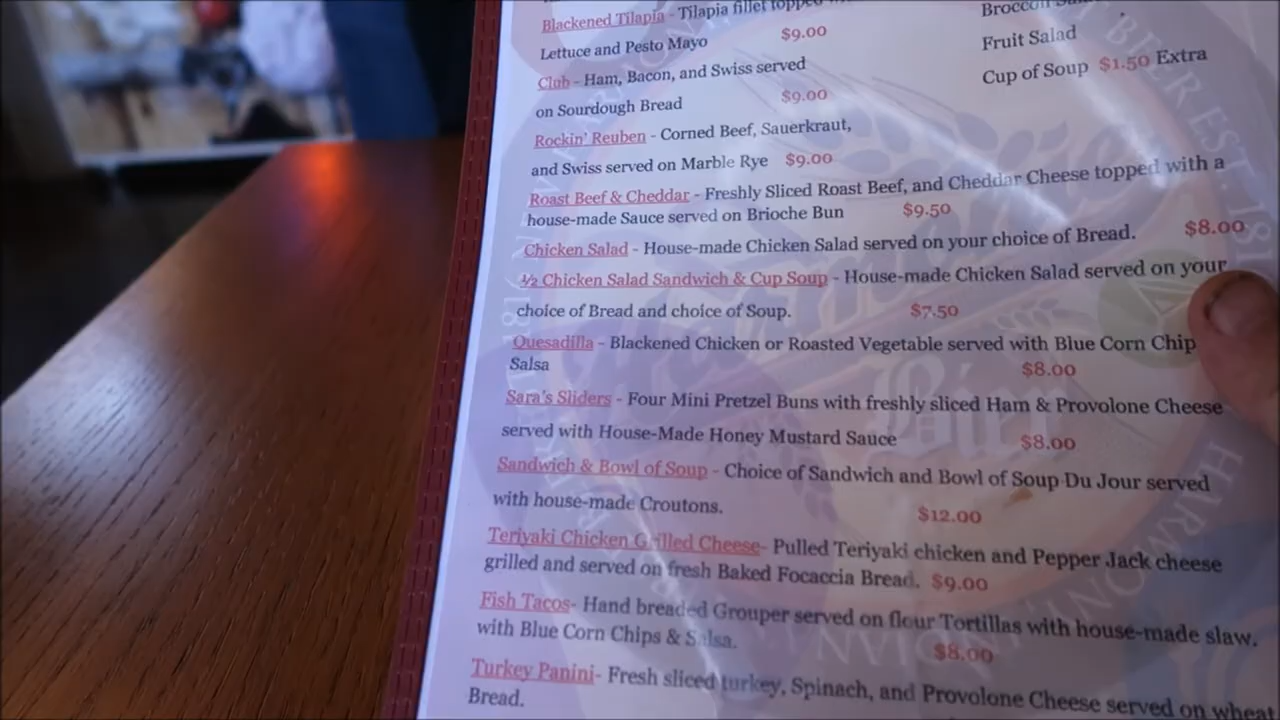 Blackened Tilapia - Tilapia fillet topped
Lettuce and Pesto Mayo $9.00
Club - Ham, Bacon, and Swiss served
on Sourdough Bread $9.00
Rockin' Reuben - Corned Beef, Sauerkraut,
and Swiss served on Marble Rye $9.00
Broccoli
Fruit Salad
Cup of Soup $1.50 Extra
Roast Beef & Cheddar - Freshly Sliced Roast Beef, and Cheddar Cheese topped with a
house-made Sauce served on Brioche Bun $9.50
Chicken Salad - House-made Chicken Salad served on your choice of Bread. $8.00
½ Chicken Salad Sandwich & Cup Soup - House-made Chicken Salad served on your
choice of Bread and choice of Soup. $7.50
Quesadilla - Blackened Chicken or Roasted Vegetable served with Blue Corn Chip
Salsa $8.00
Sara's Sliders - Four Mini Pretzel Buns with freshly sliced Ham & Provolone Cheese
served with House-Made Honey Mustard Sauce $8.00
Sandwich & Bowl of Soup - Choice of Sandwich and Bowl of Soup Du Jour served
with house-made Croutons. $12.00
Teriyaki Chicken Grilled Cheese- Pulled Teriyaki chicken and Pepper Jack cheese
grilled and served on fresh Baked Focaccia Bread. $9.00
Fish Tacos- Hand breaded Grouper served on flour Tortillas with house-made slaw.
with Blue Corn Chips & Salsa. $8.00
Turkey Panini- Fresh sliced turkey, Spinach, and Provolone Cheese served on wheat
Bread.
Bier